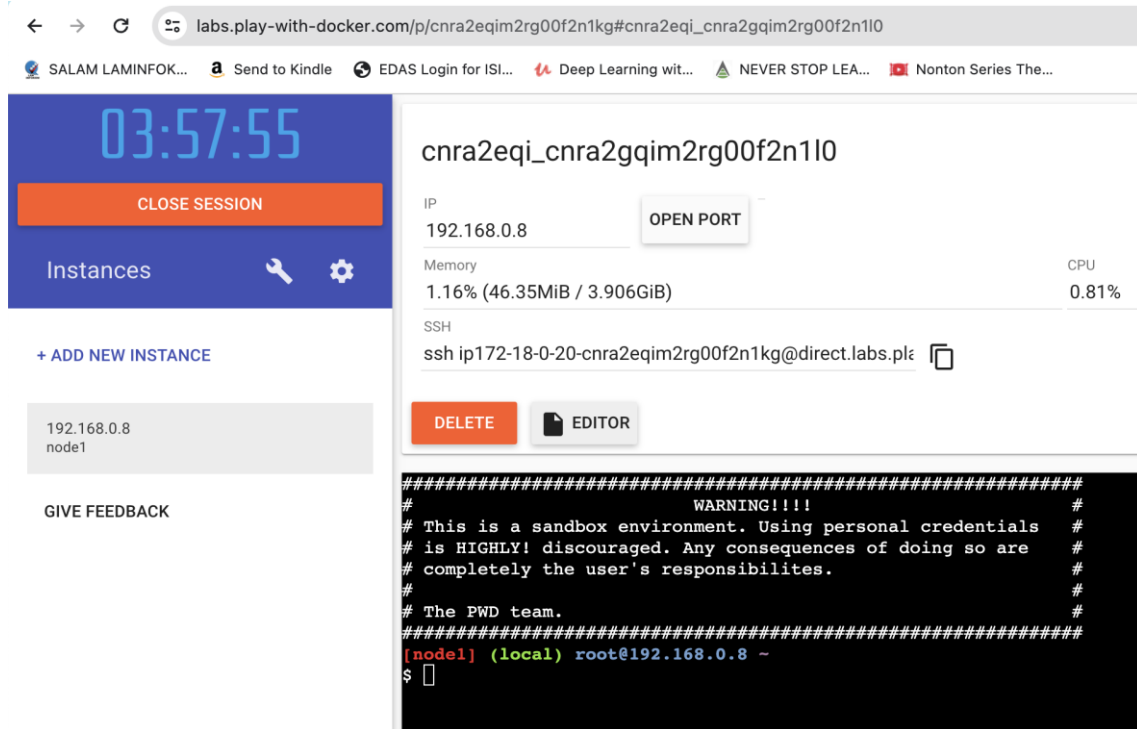 labs.play-with-docker.com/p/cnra2eqim2rg00f2n1kg#cnra2eqi_cnra2gqim2rg00f2n1l0
SALAM LAMINFOK... Send to Kindle EDAS Login for ISI... Deep Learning wit... NEVER STOP LEA... Nonton Series The...
03:57:55
CLOSE SESSION
Instances
+ ADD NEW INSTANCE
192.168.0.8
node1
GIVE FEEDBACK
cnra2eqi_cnra2gqim2rg00f2n1l0
IP
192.168.0.8
OPEN PORT
Memory
1.16% (46.35MiB / 3.906GiB)
CPU
0.81%
SSH
ssh ip172-18-0-20-cnra2eqim2rg00f2n1kg@direct.labs.pla
DELETE
EDITOR
###############################################################
# WARNING!!!! #
# This is a sandbox environment. Using personal credentials #
# is HIGHLY! discouraged. Any consequences of doing so are #
# completely the user's responsibilites. #
# #
# The PWD team. #
###############################################################
[node1] (local) root@192.168.0.8 ~
$